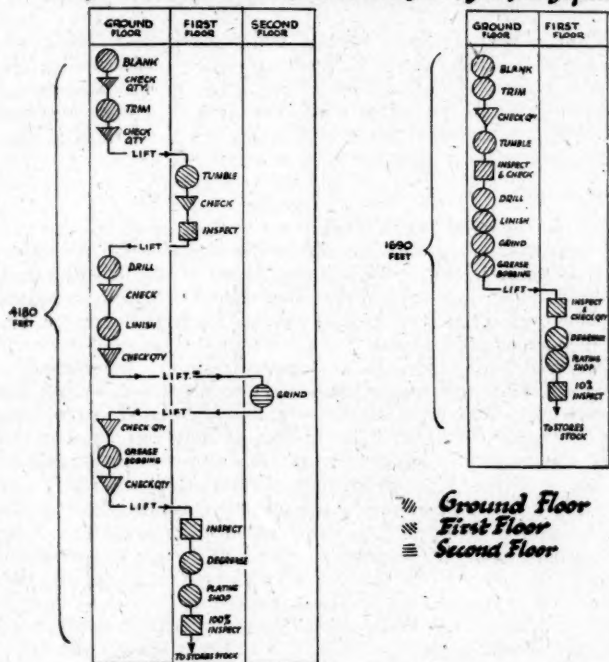 GROUND FLOOR
FIRST FLOOR
SECOND FLOOR
BLANK
CHECK QTY.
TRIM
CHECK QTY
LIFT
TUMBLE
CHECK
INSPECT
LIFT
DRILL
CHECK
LINISH
CHECK QTY
LIFT
GRIND
LIFT
CHECK QTY
GREASE BOBBING
CHECK QTY
LIFT
INSPECT
DEGREASE
PLATING SHOP
100% INSPECT
TO STORES STOCK
4180 FEET
GROUND FLOOR
FIRST FLOOR
BLANK
TRIM
CHECK QTY
TUMBLE
INSPECT & CHECK
DRILL
LINISH
GRIND
GREASE BOBBING
LIFT
INSPECT & CHECK QTY
DEGREASE
PLATING SHOP
10% INSPECT
TO STORES STOCK
1690 FEET
Ground Floor
First Floor
Second Floor